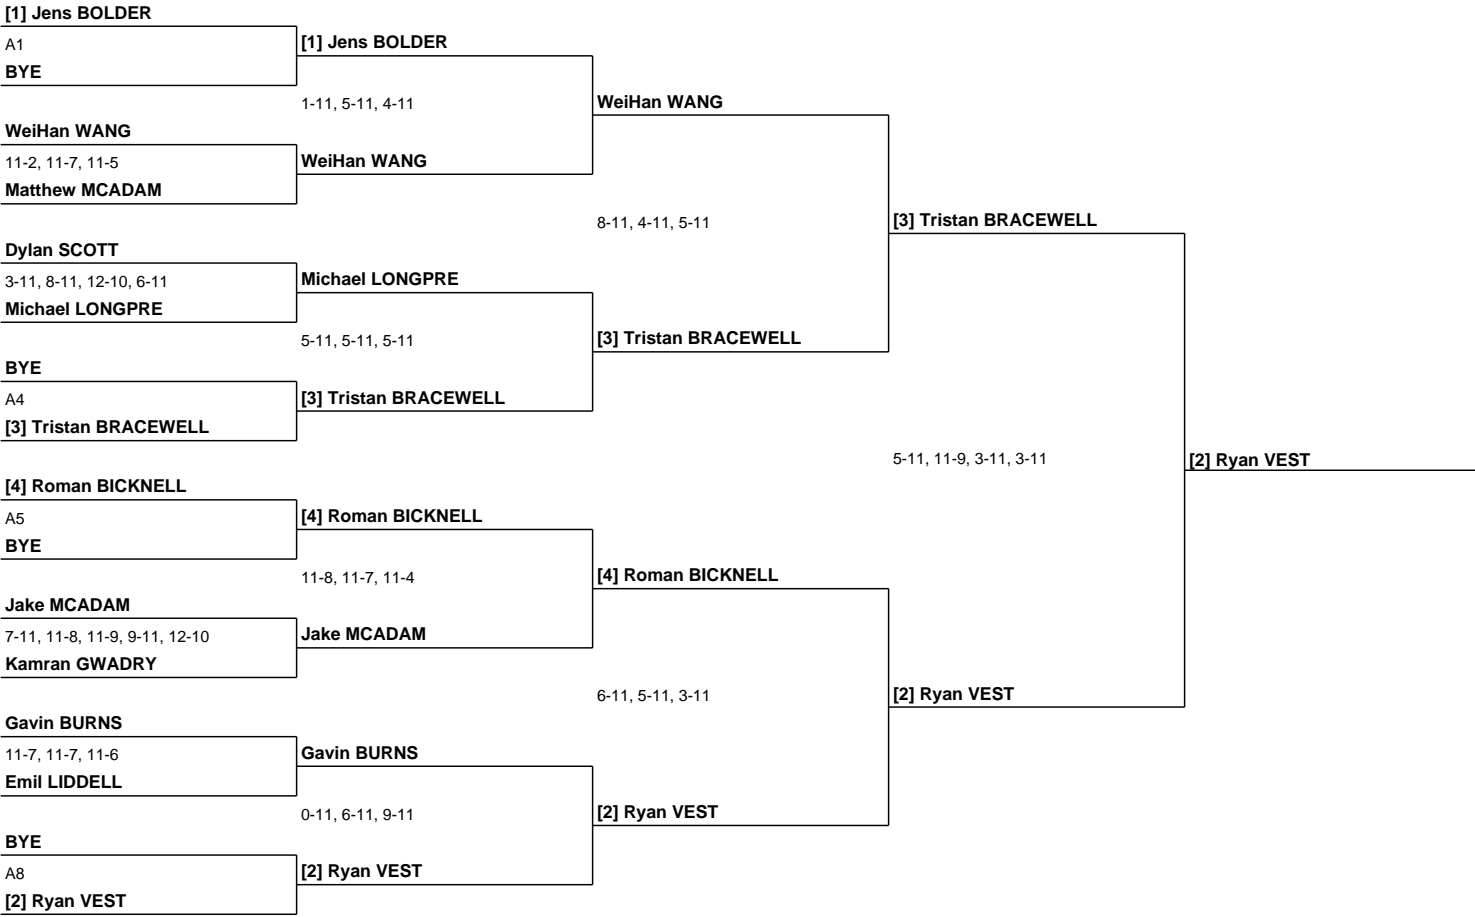 [1] Jens BOLDER
A1
BYE
WeiHan WANG
11-2, 11-7, 11-5
Matthew MCADAM
Dylan SCOTT
3-11, 8-11, 12-10, 6-11
Michael LONGPRE
BYE
A4
[3] Tristan BRACEWELL
[4] Roman BICKNELL
A5
BYE
Jake MCADAM
7-11, 11-8, 11-9, 9-11, 12-10
Kamran GWADRY
Gavin BURNS
11-7, 11-7, 11-6
Emil LIDDELL
BYE
A8
[2] Ryan VEST
[1] Jens BOLDER
1-11, 5-11, 4-11
WeiHan WANG
Michael LONGPRE
5-11, 5-11, 5-11
[3] Tristan BRACEWELL
[4] Roman BICKNELL
11-8, 11-7, 11-4
Jake MCADAM
Gavin BURNS
0-11, 6-11, 9-11
[2] Ryan VEST
WeiHan WANG
8-11, 4-11, 5-11
[3] Tristan BRACEWELL
[4] Roman BICKNELL
6-11, 5-11, 3-11
[2] Ryan VEST
[3] Tristan BRACEWELL
5-11, 11-9, 3-11, 3-11
[2] Ryan VEST
[2] Ryan VEST